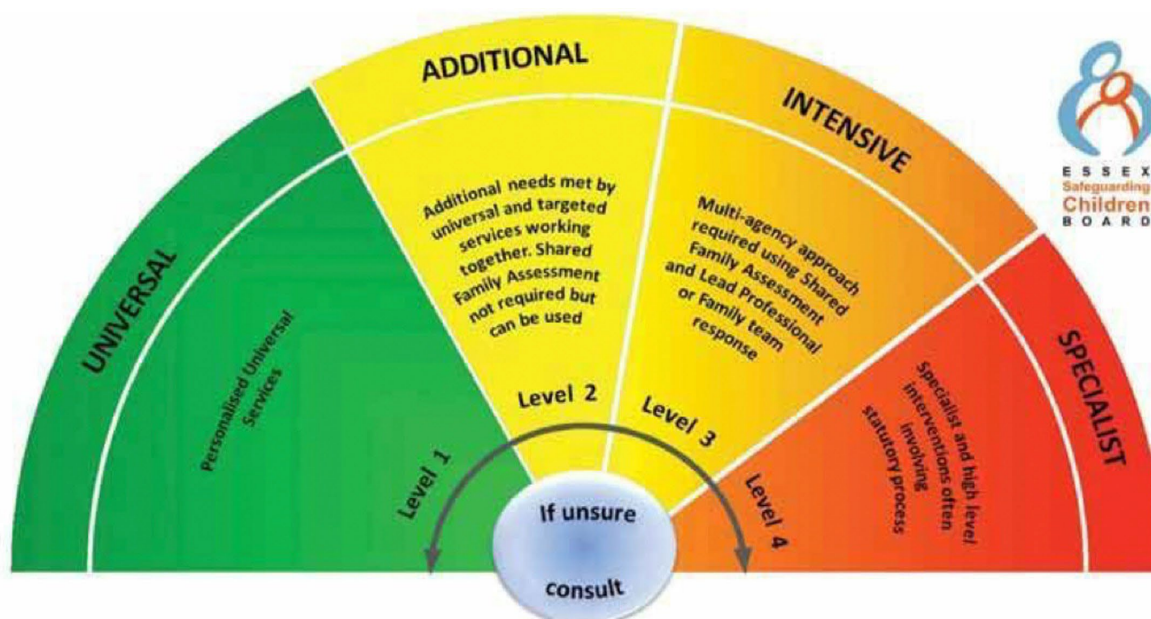 UNIVERSAL
Personalised Universal
Services
Level 1
ADDITIONAL
Additional needs met by
universal and targeted
services working
together. Shared
Family Assessment
not required but
can be used
Level 2
INTENSIVE
Multi-agency approach
required using Shared
Family Assessment
and Lead Professional
or Family team
response
Level 3
SPECIALIST
Specialist and high level
interventions often
involving
statutory process
Level 4
If unsure
consult
ESSEX
Safeguarding
Children
BOARD